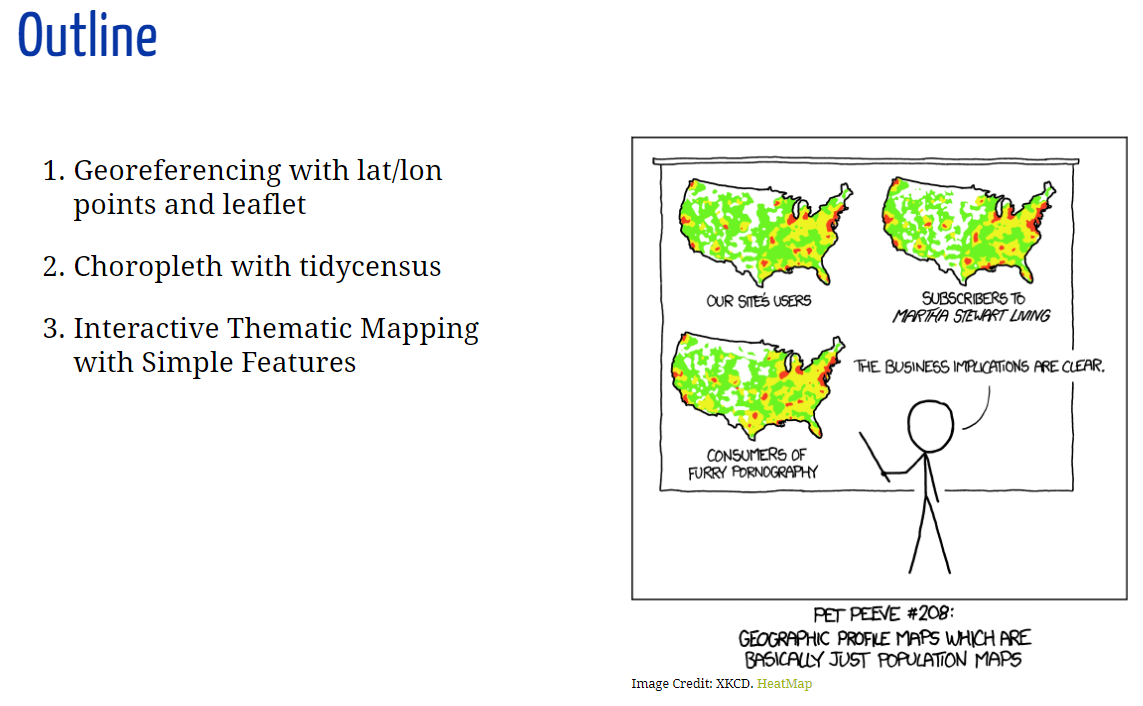 Outline
1. Georeferencing with lat/lon
points and leaflet
2. Choropleth with tidycensus
3. Interactive Thematic Mapping
with Simple Features
OUR SITE'S USERS
SUBSCRIBERS TO
MARTHA STEWART LIVING
THE BUSINESS IMPLICATIONS ARE CLEAR.
CONSUMERS OF
FURRY PORNOGRAPHY
PET PEEVE #208:
GEOGRAPHIC PROFILE MAPS WHICH ARE
BASICALLY JUST POPULATION MAPS
Image Credit: XKCD. HeatMap